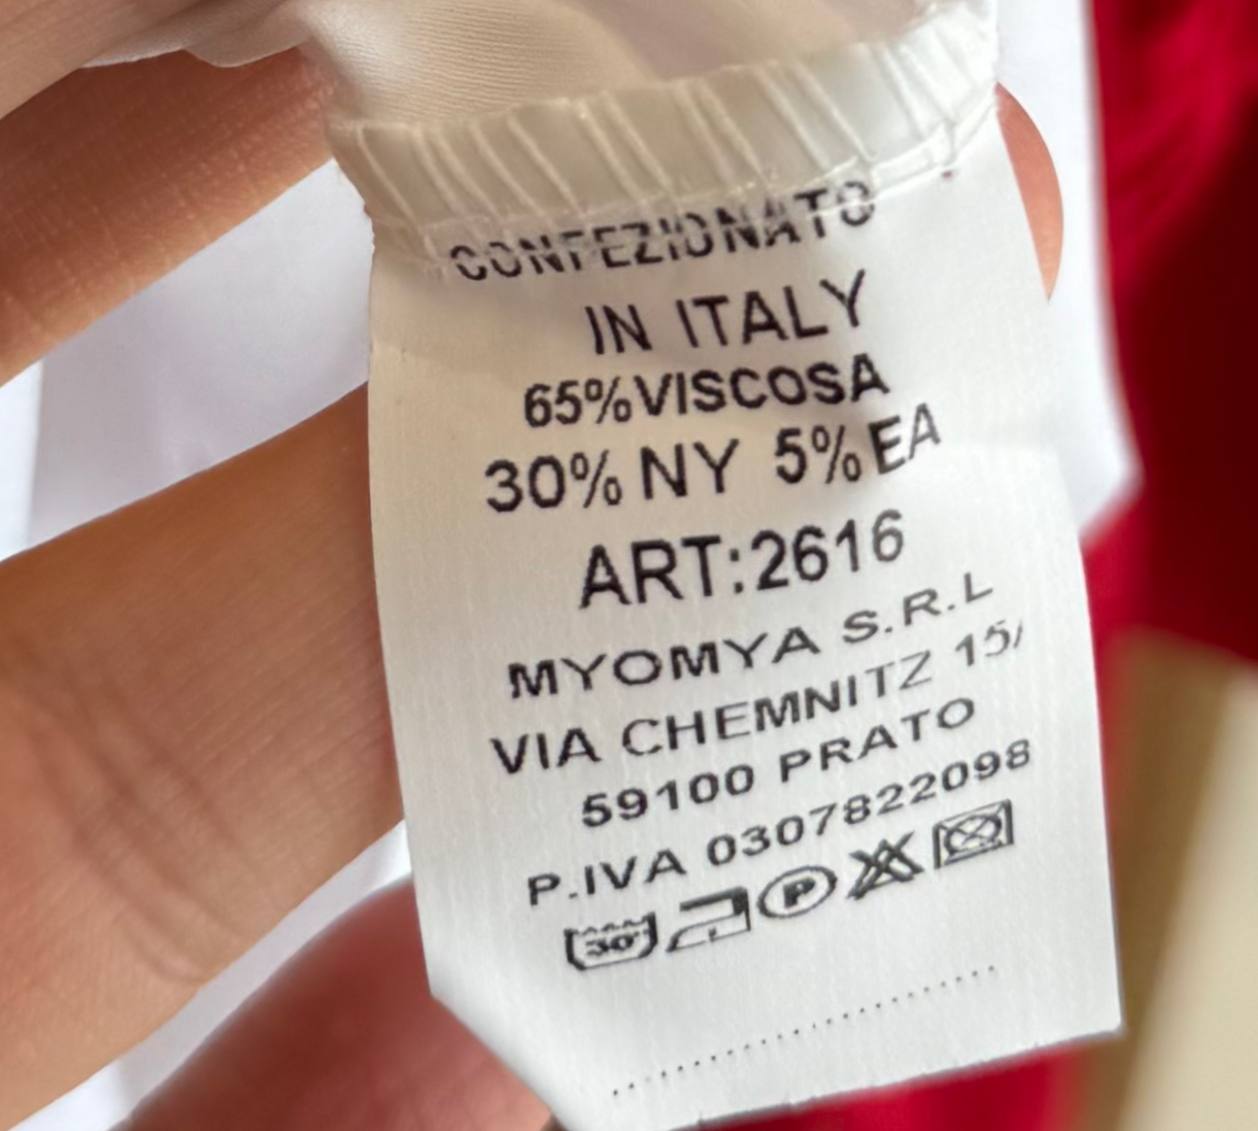 CONFEZIONATO
IN ITALY
65%VISCOSA
30% NY 5% EA
ART:2616
MYOMYA S.R.L
VIA CHEMNITZ 15/
59100 PRATO
P.IVA 0307822098
30°
P